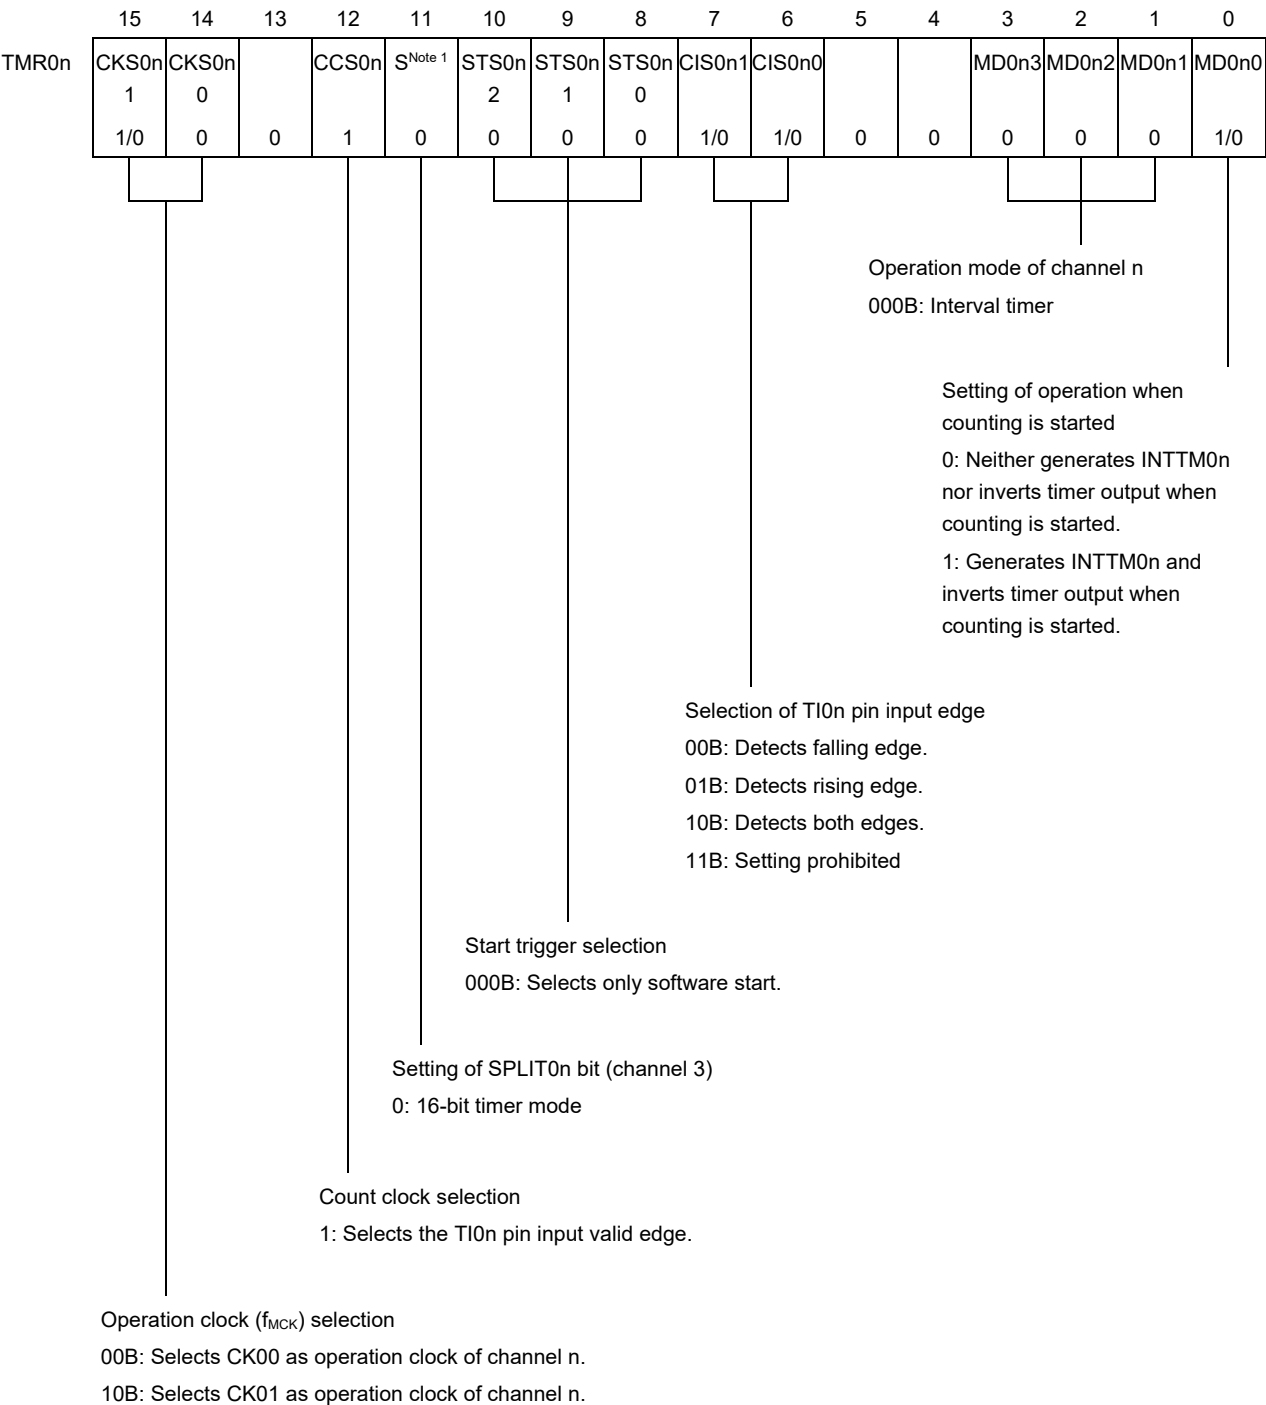 15 14 13 12 11 10 9 8 7 6 5 4 3 2 1 0
TMR0n CKS0n CKS0n CCS0n S Note 1 STS0n STS0n STS0n CIS0n1 CIS0n0 MD0n3 MD0n2 MD0n1 MD0n0
1 0 2 1 0
1/0 0 0 1 0 0 0 0 1/0 1/0 0 0 0 0 0 1/0
Operation mode of channel n
000B: Interval timer
Setting of operation when
counting is started
0: Neither generates INTTM0n
nor inverts timer output when
counting is started.
1: Generates INTTM0n and
inverts timer output when
counting is started.
Selection of TI0n pin input edge
00B: Detects falling edge.
01B: Detects rising edge.
10B: Detects both edges.
11B: Setting prohibited
Start trigger selection
000B: Selects only software start.
Setting of SPLIT0n bit (channel 3)
0: 16-bit timer mode
Count clock selection
1: Selects the TI0n pin input valid edge.
Operation clock (fMCK) selection
00B: Selects CK00 as operation clock of channel n.
10B: Selects CK01 as operation clock of channel n.